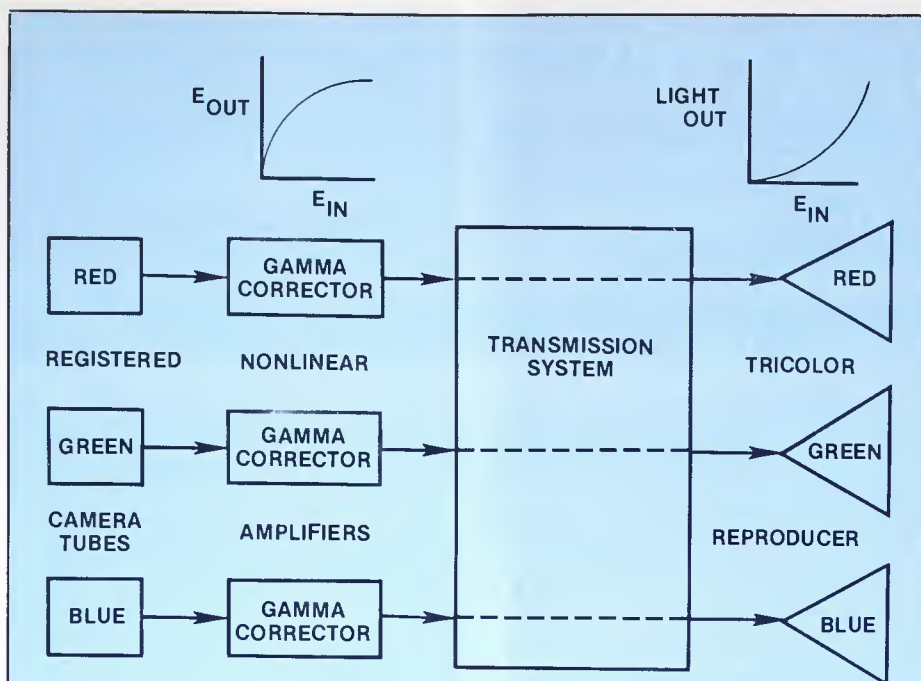 E OUT
E IN
LIGHT
OUT
E IN
RED
GAMMA
CORRECTOR
RED
REGISTERED
NONLINEAR
TRANSMISSION
SYSTEM
TRICOLOR
GREEN
GAMMA
CORRECTOR
GREEN
CAMERA
TUBES
AMPLIFIERS
REPRODUCER
BLUE
GAMMA
CORRECTOR
BLUE